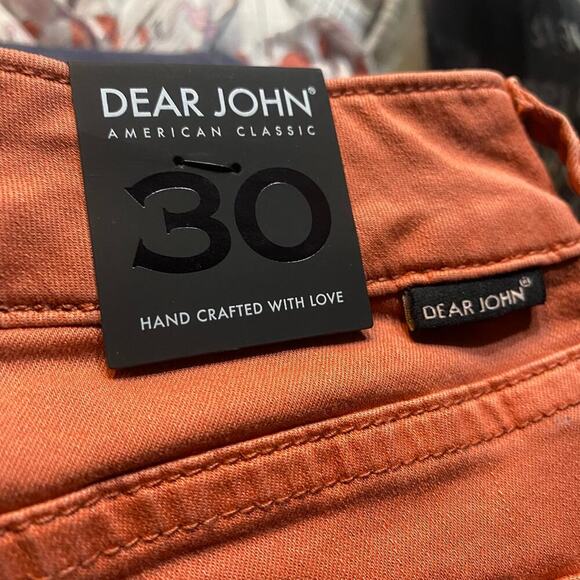 DEAR JOHN®
AMERICAN CLASSIC
30
HAND CRAFTED WITH LOVE
DEAR JOHN®